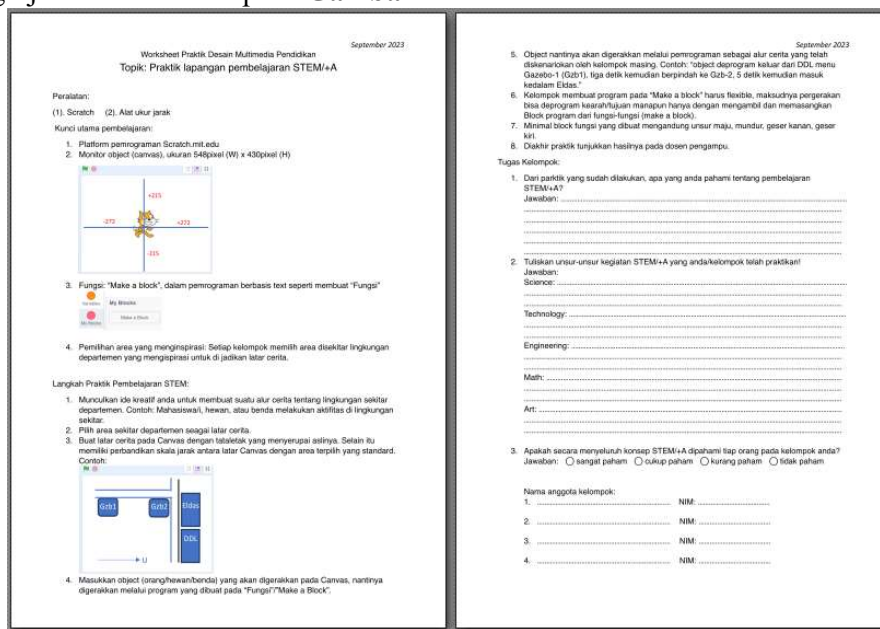 September 2023
Worksheet Praktik Desain Multimedia Pendidikan
Topik: Praktik lapangan pembelajaran STEM/+A
Peralatan:
(1). Scratch (2). Alat ukur jarak
Kunci utama pembelajaran:
1. Platform pemrograman Scratch.mit.edu
2. Monitor object (canvas), ukuran 548pixel (W) x 430pixel (H)
+215
-273 +273
-215
3. Fungsi: "Make a block", dalam pemrograman berbasis text seperti membuat "Fungsi"
My Blocks
Make a Block
My Blocks
4. Pemilihan area yang menginspirasi: Setiap kelompok memilih area disekitar lingkungan
departemen yang mengispirasi untuk di jadikan latar cerita.
Langkah Praktik Pembelajaran STEM:
1. Munculkan ide kreatif anda untuk membuat suatu alur cerita tentang lingkungan sekitar
departemen. Contoh: Mahasiswa/i, hewan, atau benda melakukan aktifitas di lingkungan
sekitar.
2. Pilih area sekitar departemen seagai latar cerita.
3. Buat latar cerita pada Canvas dengan tataletak yang menyerupai aslinya. Selain itu
memiliki perbandikan skala jarak antara latar Canvas dengan area terpilih yang standard.
Contoh:
Gzb1 Gzb2 Eldas
DDL
U
4. Masukkan object (orang/hewan/benda) yang akan digerakkan pada Canvas, nantinya
digerakkan melalui program yang dibuat pada "Fungsi"/"Make a Block".
September 2023
5. Object nantinya akan digerakkan melalui pemrograman sebagai alur cerita yang telah
diskenariokan oleh kelompok masing. Contoh: "object deprogram keluar dari DDL menu
Gazebo-1 (Gzb1), tiga detik kemudian berpindah ke Gzb-2, 5 detik kemudian masuk
kedalam Eldas."
6. Kelompok membuat program pada "Make a block" harus flexible, maksudnya pergerakan
bisa deprogram kearah/tujuan manapun hanya dengan mengambil dan memasangkan
Block program dari fungsi-fungsi (make a block).
7. Minimal block fungsi yang dibuat mengandung unsur maju, mundur, geser kanan, geser
kiri.
8. Diakhir praktik tunjukkan hasilnya pada dosen pengampu.
Tugas Kelompok:
1. Dari parktik yang sudah dilakukan, apa yang anda pahami tentang pembelajaran
STEM/+A?
Jawaban:
2. Tuliskan unsur-unsur kegiatan STEM/+A yang anda/kelompok telah praktikan!
Jawaban:
Science:
Technology:
Engineering:
Math:
Art:
3. Apakah secara menyeluruh konsep STEM/+A dipahami tiap orang pada kelompok anda?
Jawaban: sangat paham cukup paham kurang paham tidak paham
Nama anggota kelompok:
1. NIM:
2. NIM:
3. NIM:
4. NIM: